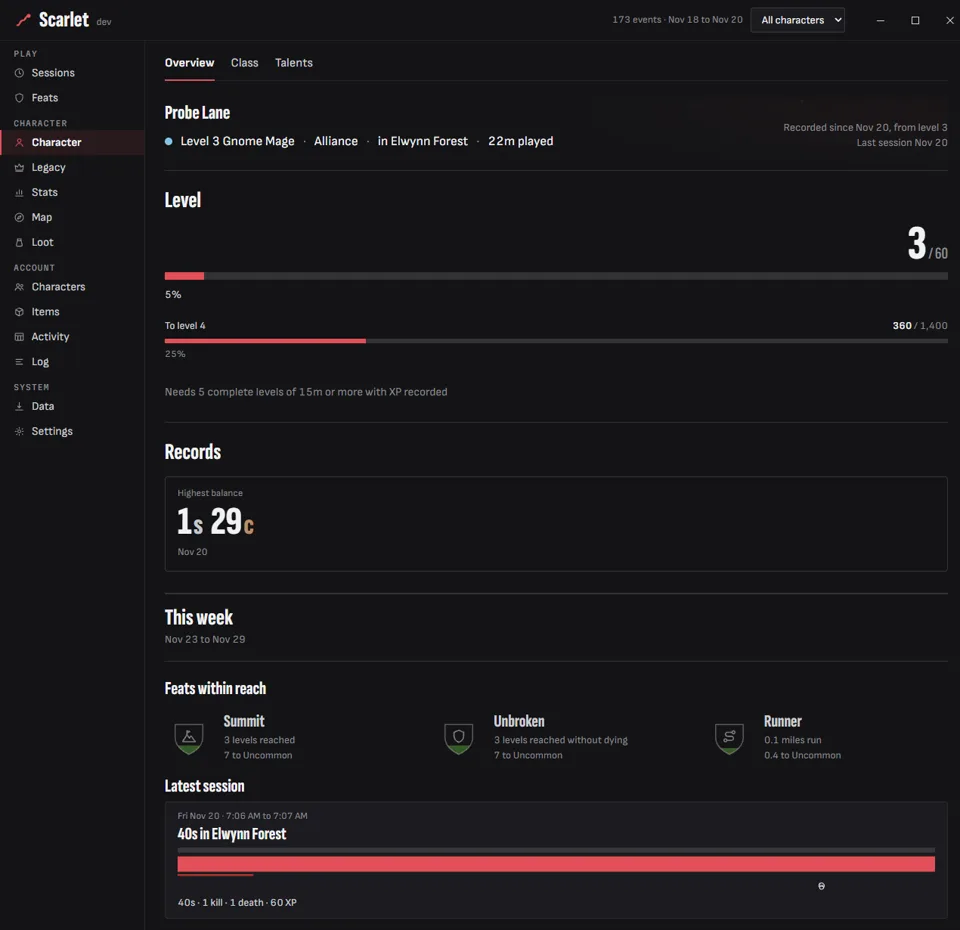 Scarlet dev
173 events · Nov 18 to Nov 20
All characters
PLAY
Sessions
Feats
CHARACTER
Character
Legacy
Stats
Map
Loot
ACCOUNT
Characters
Items
Activity
Log
SYSTEM
Data
Settings
Overview Class Talents
Probe Lane
Level 3 Gnome Mage · Alliance · in Elwynn Forest · 22m played
Recorded since Nov 20, from level 3
Last session Nov 20
Level
3 / 60
5%
To level 4 360 / 1,400
25%
Needs 5 complete levels of 15m or more with XP recorded
Records
Highest balance
1s 29c
Nov 20
This week
Nov 23 to Nov 29
Feats within reach
Summit
3 levels reached
7 to Uncommon
Unbroken
3 levels reached without dying
7 to Uncommon
Runner
0.1 miles run
0.4 to Uncommon
Latest session
Fri Nov 20 · 7:06 AM to 7:07 AM
40s in Elwynn Forest
40s · 1 kill · 1 death · 60 XP